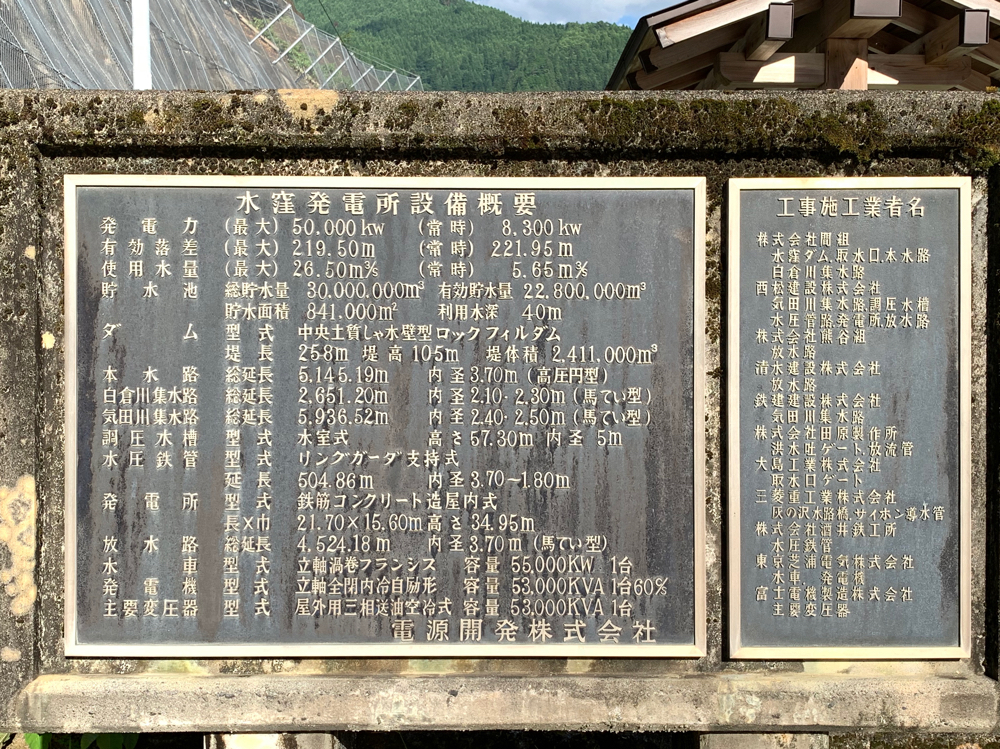 水窪発電所設備概要
発電力 (最大) 50.000kw (常時) 8,300kw
有効落差 (最大) 219.50m (常時) 221.95m
使用水量 (最大) 26.50m³/s (常時) 5.65m³/s
貯水池 総貯水量 30.000.000m³ 有効貯水量 22.800.000m³
貯水面積 841.000m² 利用水深 40m
ダム 型式 中央土質しゃ水壁型ロックフィルダム
堤長 258m 堤高105m 堤体積 2,411,000m³
本水路 総延長 5,145.19m 内圣3.70m (高圧円型)
白倉川集水路 総延長 2,651.20m 内圣2.10・2.30m (馬てい型)
気田川集水路 総延長 5.936.52m 内圣2.40・2.50m (馬てい型)
調圧水槽 型式 水室式 高さ57.30m 内圣 5m
水圧鉄管 型式 リングガーダ支持式
延長 504.86m 内圣3.70〜1.80m
発電所 型式 鉄筋コンクリート造屋内式
長×巾 21.70×15.60m高さ34.95m
放水路 総延長 4,524.18m 内圣3.70m (馬てい型)
水車 型式 立軸渦巻フランシス 容量 55,000KW 1台
発電機 型式 立軸全閉内冷自励形 容量 53,000KVA 1台60%
主要変圧器 型式 屋外用三相送油空冷式 容量 53,000KVA 1台
電源開発株式会社
工事施工業者名
株式会社間組
水窪ダム.取水口.本水路
白倉川集水路
西松建設株式会社
気田川集水路.調圧水槽
水圧管路.発電所.放水路
株式会社熊谷組
放水路
清水建設株式会社
放水路
鉄建建設株式会社
気田川集水路
株式会社田原製作所
洪水吐ゲート.放流管
大島工業株式会社
取水口ゲート
三菱重工業株式会社
灰の沢水路橋.サイホン導水管
株式会社酒井鉄工所
水圧鉄管
東京芝浦電気株式会社
水車. 発電機
富士電機製造株式会社
主要変圧器